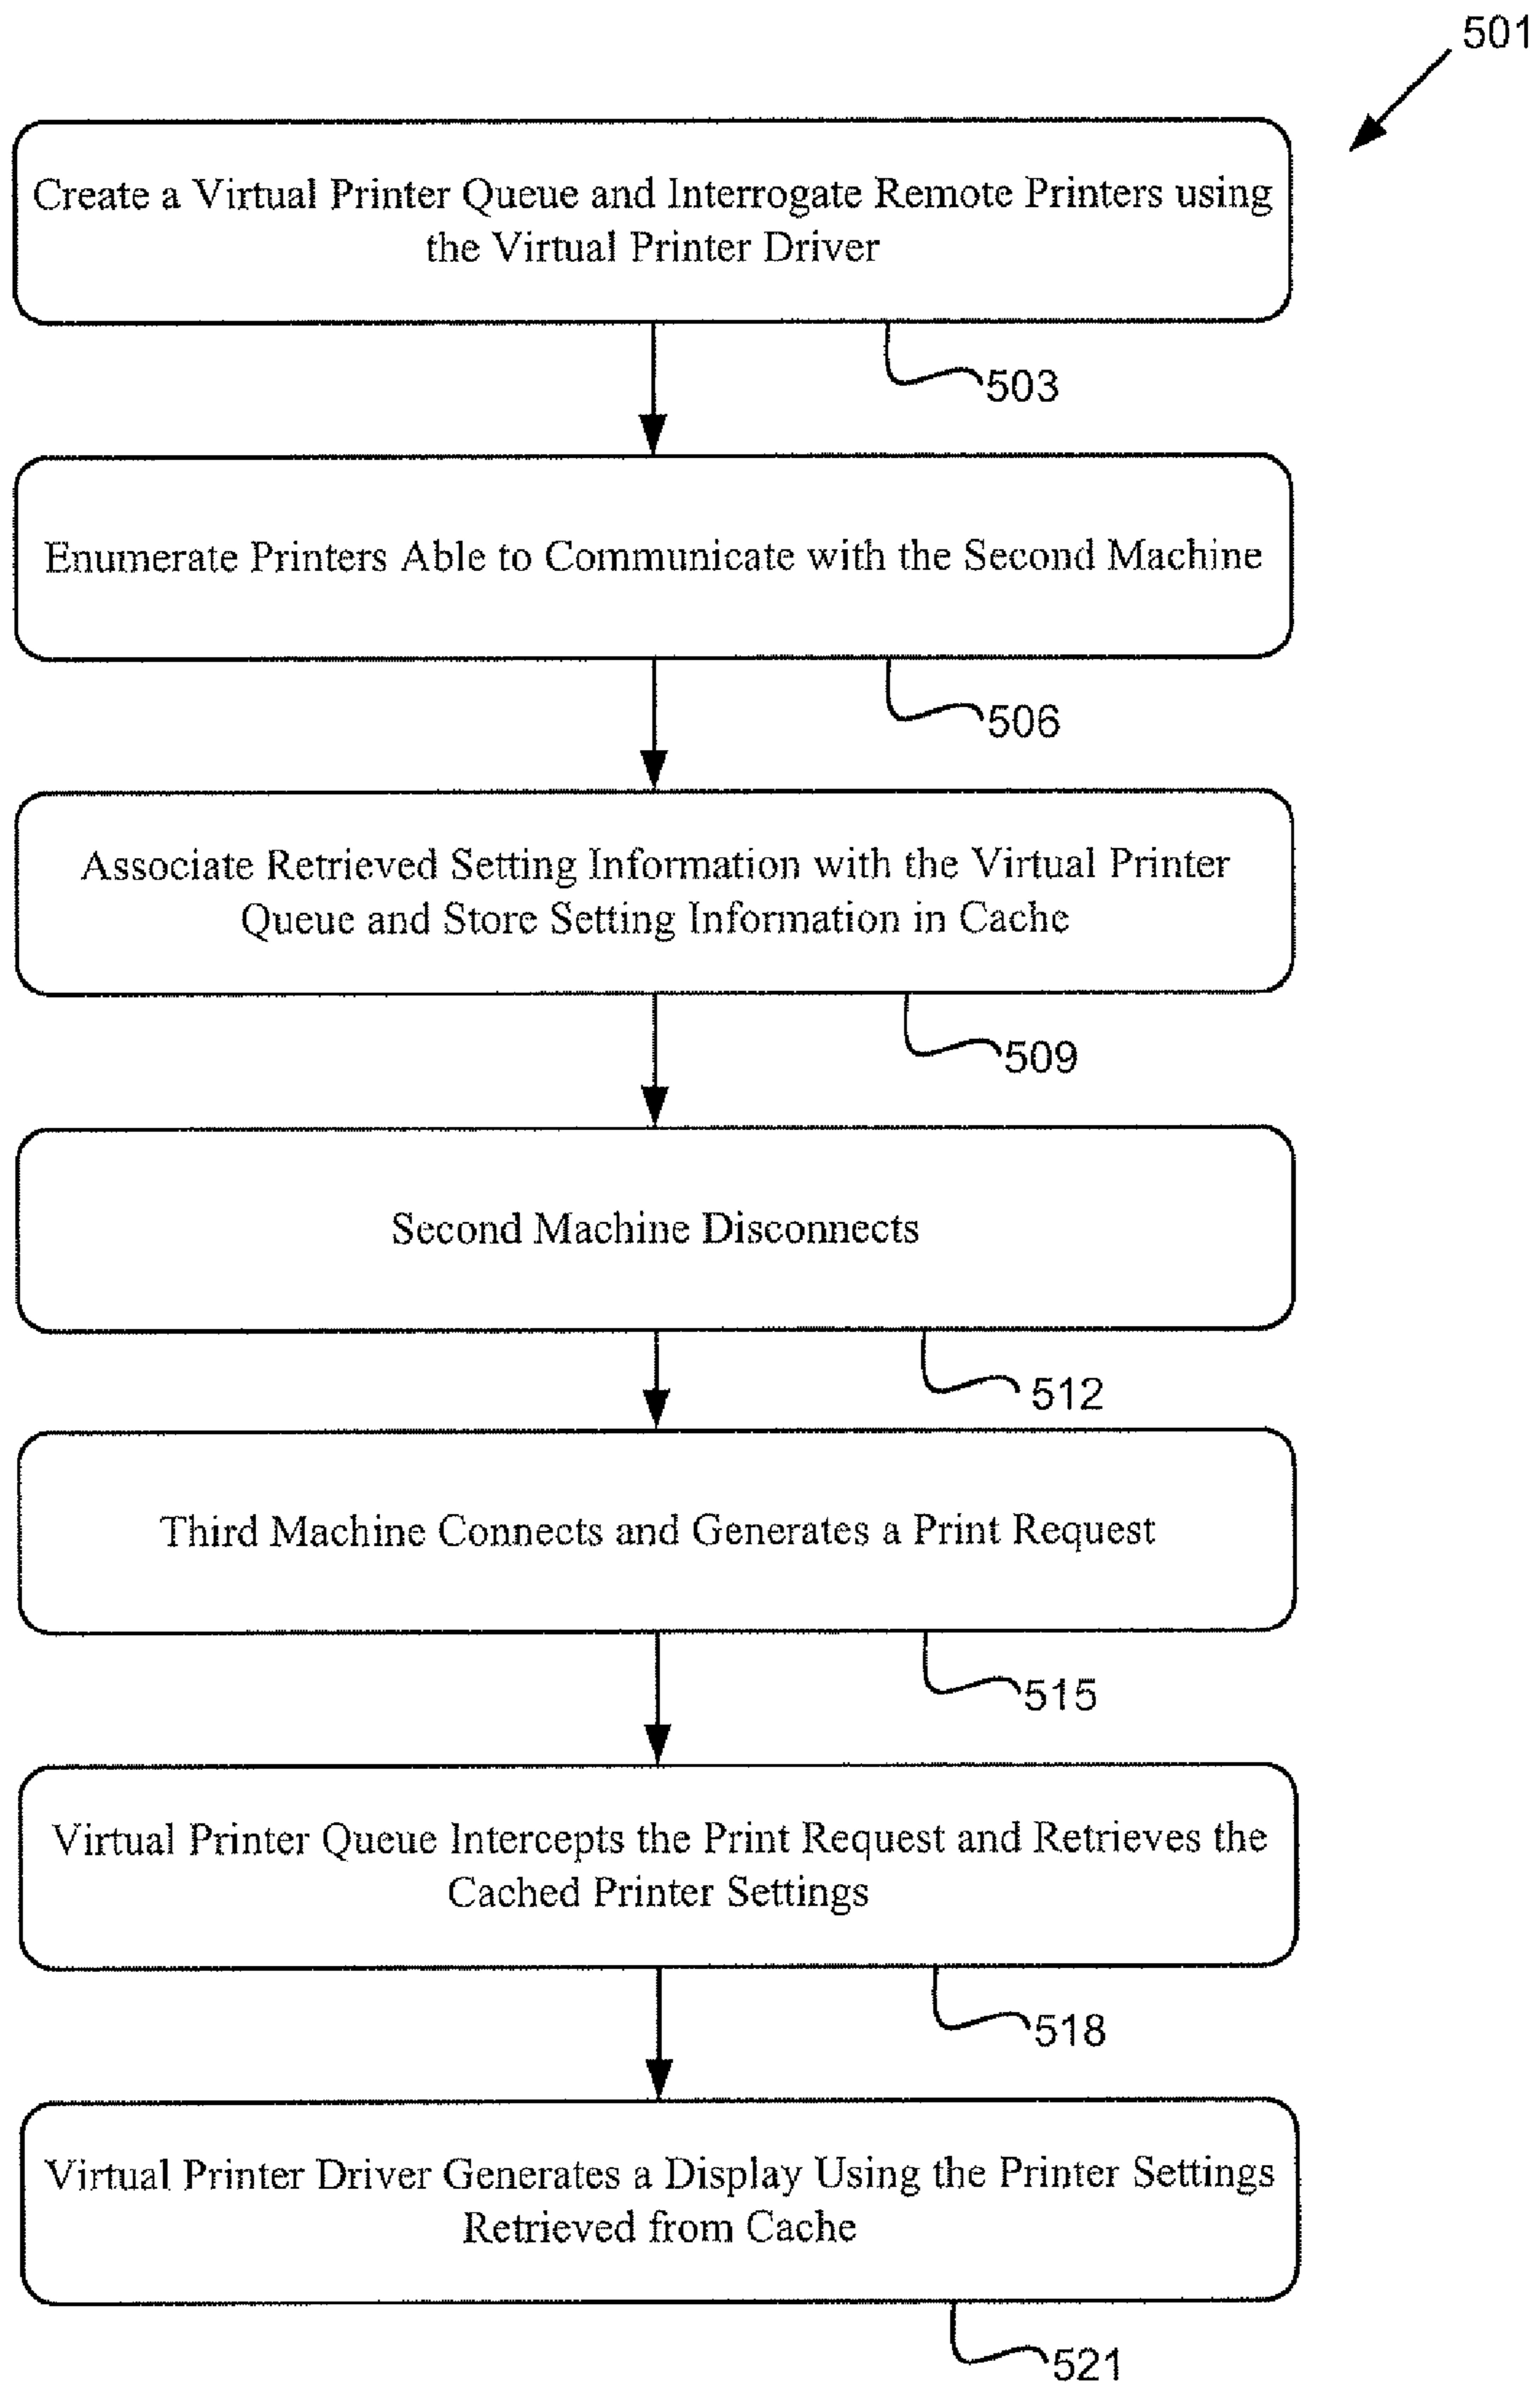 501
Create a Virtual Printer Queue and Interrogate Remote Printers using
the Virtual Printer Driver
503
Enumerate Printers Able to Communicate with the Second Machine
506
Associate Retrieved Setting Information with the Virtual Printer
Queue and Store Setting Information in Cache
509
Second Machine Disconnects
512
Third Machine Connects and Generates a Print Request
515
Virtual Printer Queue Intercepts the Print Request and Retrieves the
Cached Printer Settings
518
Virtual Printer Driver Generates a Display Using the Printer Settings
Retrieved from Cache
521